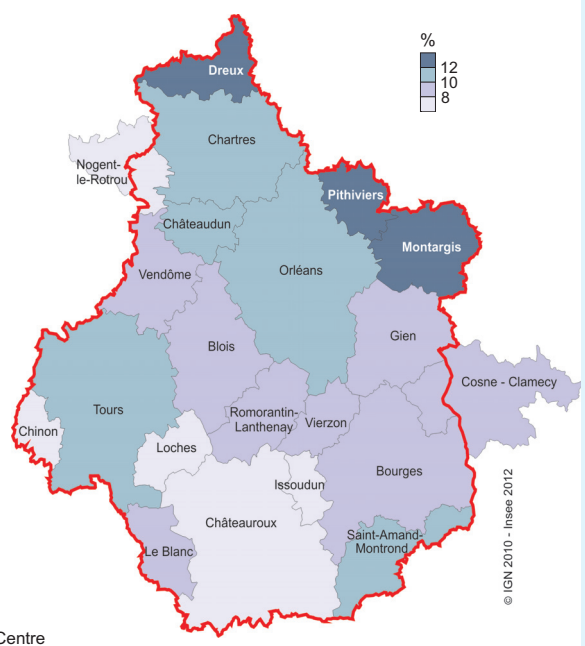 %
12
10
8
Dreux
Chartres
Nogent-
le-Rotrou
Pithiviers
Châteaudun
Montargis
Orléans
Vendôme
Gien
Blois
Cosne - Clamecy
Tours
Romorantin-
Lanthenay
Vierzon
Chinon
Loches
Bourges
Issoudun
Châteauroux
Saint-Amand-
Montrond
Le Blanc
© IGN 2010 - Insee 2012
Centre